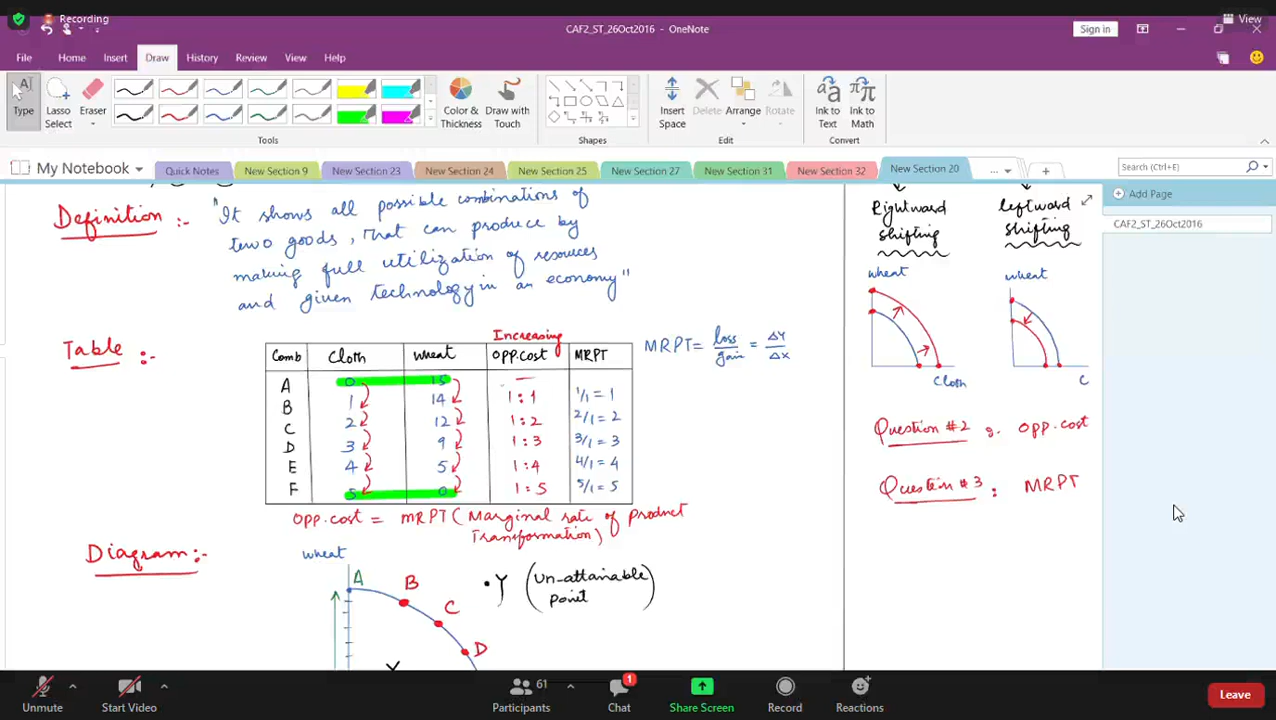 Recording
View
CAF2_ST_26Oct2016 - OneNote
Sign in
File Home Insert Draw History Review View Help
Type
Lasso Select
Eraser
Color & Thickness
Draw with Touch
Insert Space
Delete
Arrange
Rotate
Ink to Text
Ink to Math
Tools
Shapes
Edit
Convert
My Notebook
Quick Notes
New Section 9
New Section 23
New Section 24
New Section 25
New Section 27
New Section 31
New Section 32
New Section 20
...
Search (Ctrl+E)
Add Page
CAF2_ST_26Oct2016
Definition :- "It shows all possible combinations of
two goods, that can produce by
making full utilization of resources
and given technology in an economy"
Table :-
Increasing
Comb Cloth wheat opp.cost MRPT
A 0 15 —
B 1 14 1:1 1/1 = 1
C 2 12 1:2 2/1 = 2
D 3 9 1:3 3/1 = 3
E 4 5 1:4 4/1 = 4
F 5 0 1:5 5/1 = 5
MRPT = loss/gain = ΔY/ΔX
opp.cost = MRPT (Marginal rate of Product
Transformation)
Diagram :-
wheat
A
B
C
D
•Y (un-attainable
point)
Rightward
shifting
leftward
shifting
wheat
cloth
wheat
C
Question #2 : opp.cost
Question #3 : MRPT
Unmute
Start Video
61
Participants
1
Chat
Share Screen
Record
Reactions
Leave